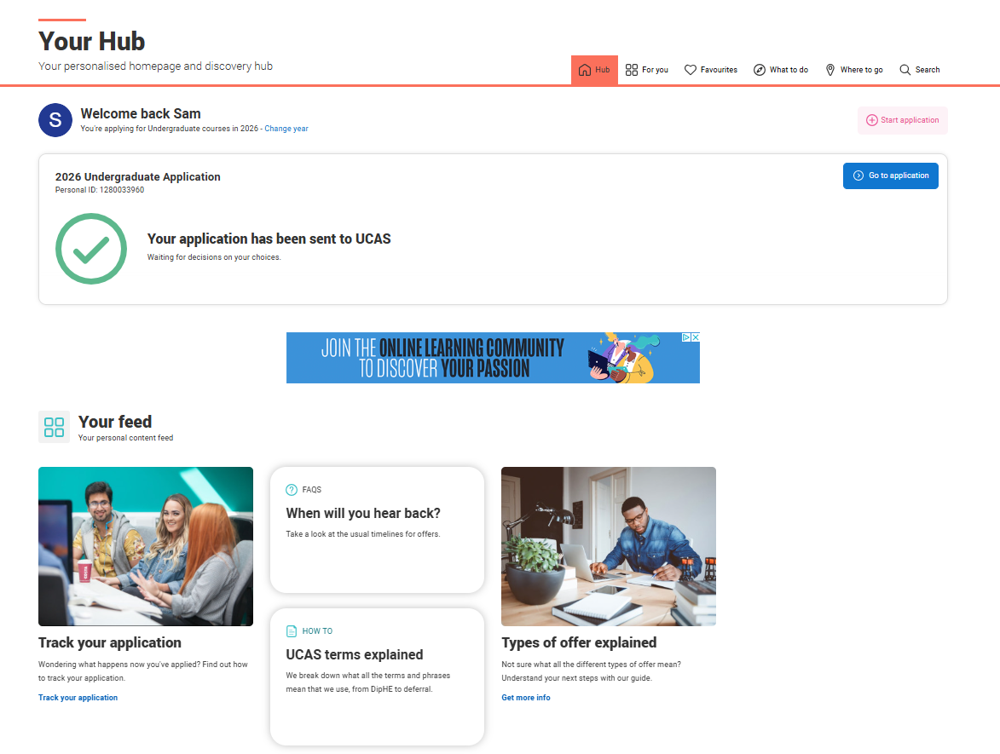 Your Hub
Your personalised homepage and discovery hub
Hub
For you
Favourites
What to do
Where to go
Search
S
Welcome back Sam
You're applying for Undergraduate courses in 2026 - Change year
Start application
2026 Undergraduate Application
Personal ID: 1280033960
Go to application
Your application has been sent to UCAS
Waiting for decisions on your choices.
JOIN THE ONLINE LEARNING COMMUNITY
TO DISCOVER YOUR PASSION
Your feed
Your personal content feed
COSTA
Track your application
Wondering what happens now you've applied? Find out how
to track your application.
Track your application
FAQS
When will you hear back?
Take a look at the usual timelines for offers.
HOW TO
UCAS terms explained
We break down what all the terms and phrases
mean that we use, from DipHE to deferral.
Types of offer explained
Not sure what all the different types of offer mean?
Understand your next steps with our guide.
Get more info